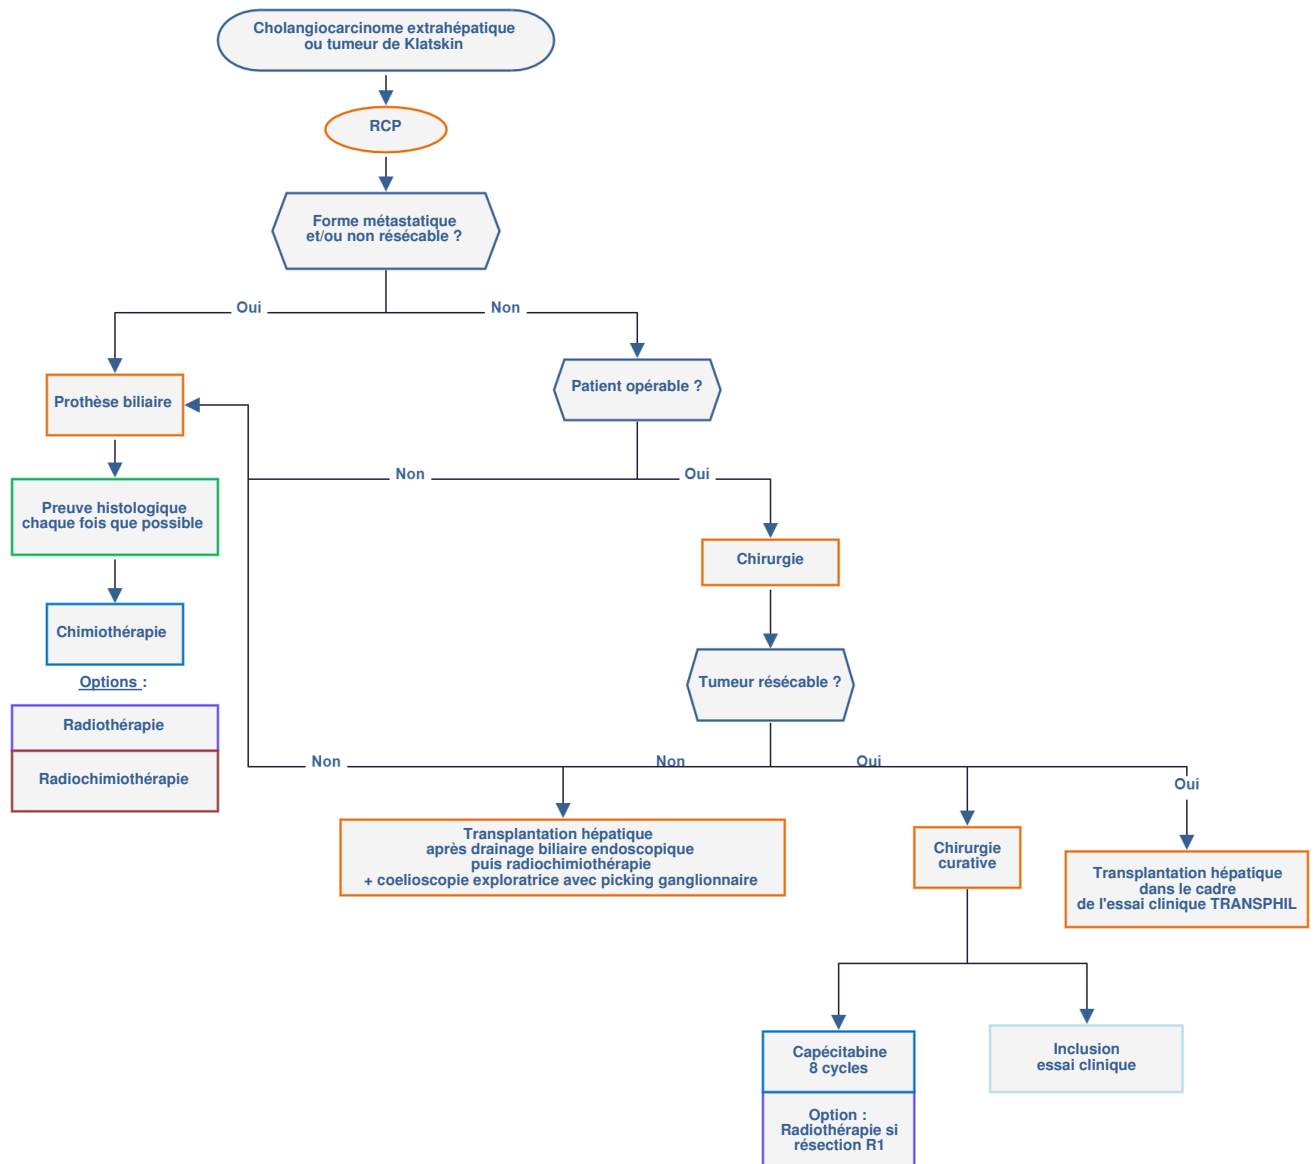 Cholangiocarcinome extrahépatique
ou tumeur de Klatskin
RCP
Forme métastatique
et/ou non résécable ?
Oui
Non
Prothèse biliaire
Patient opérable ?
Non
Oui
Preuve histologique
chaque fois que possible
Chirurgie
Chimiothérapie
Options :
Tumeur résécable ?
Radiothérapie
Radiochimiothérapie
Non
Non
Oui
Oui
Transplantation hépatique
après drainage biliaire endoscopique
puis radiochimiothérapie
+ coelioscopie exploratrice avec picking ganglionnaire
Chirurgie
curative
Transplantation hépatique
dans le cadre
de l'essai clinique TRANSPHIL
Capécitabine
8 cycles
Inclusion
essai clinique
Option :
Radiothérapie si
résection R1